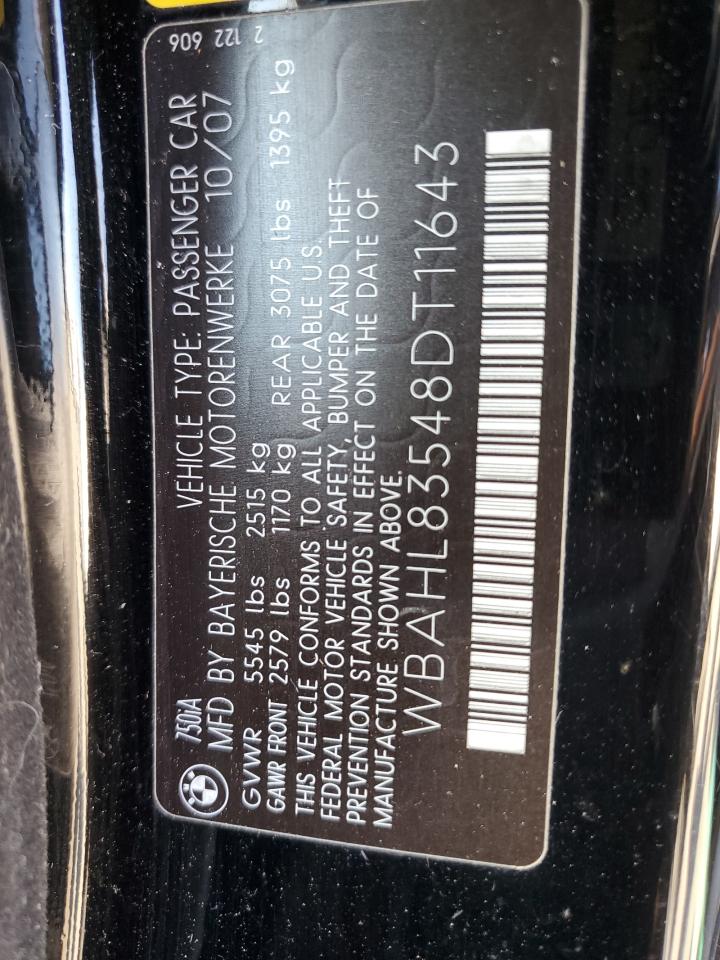 2 122 606
750iA
VEHICLE TYPE: PASSENGER CAR
MFD BY BAYERISCHE MOTORENWERKE 10/07
GVWR 5545 lbs 2515 kg
GAWR FRONT 2579 lbs 1170 kg REAR 3075 lbs 1395 kg
THIS VEHICLE CONFORMS TO ALL APPLICABLE U.S.
FEDERAL MOTOR VEHICLE SAFETY, BUMPER AND THEFT
PREVENTION STANDARDS IN EFFECT ON THE DATE OF
MANUFACTURE SHOWN ABOVE.
WBAHL83548DT11643